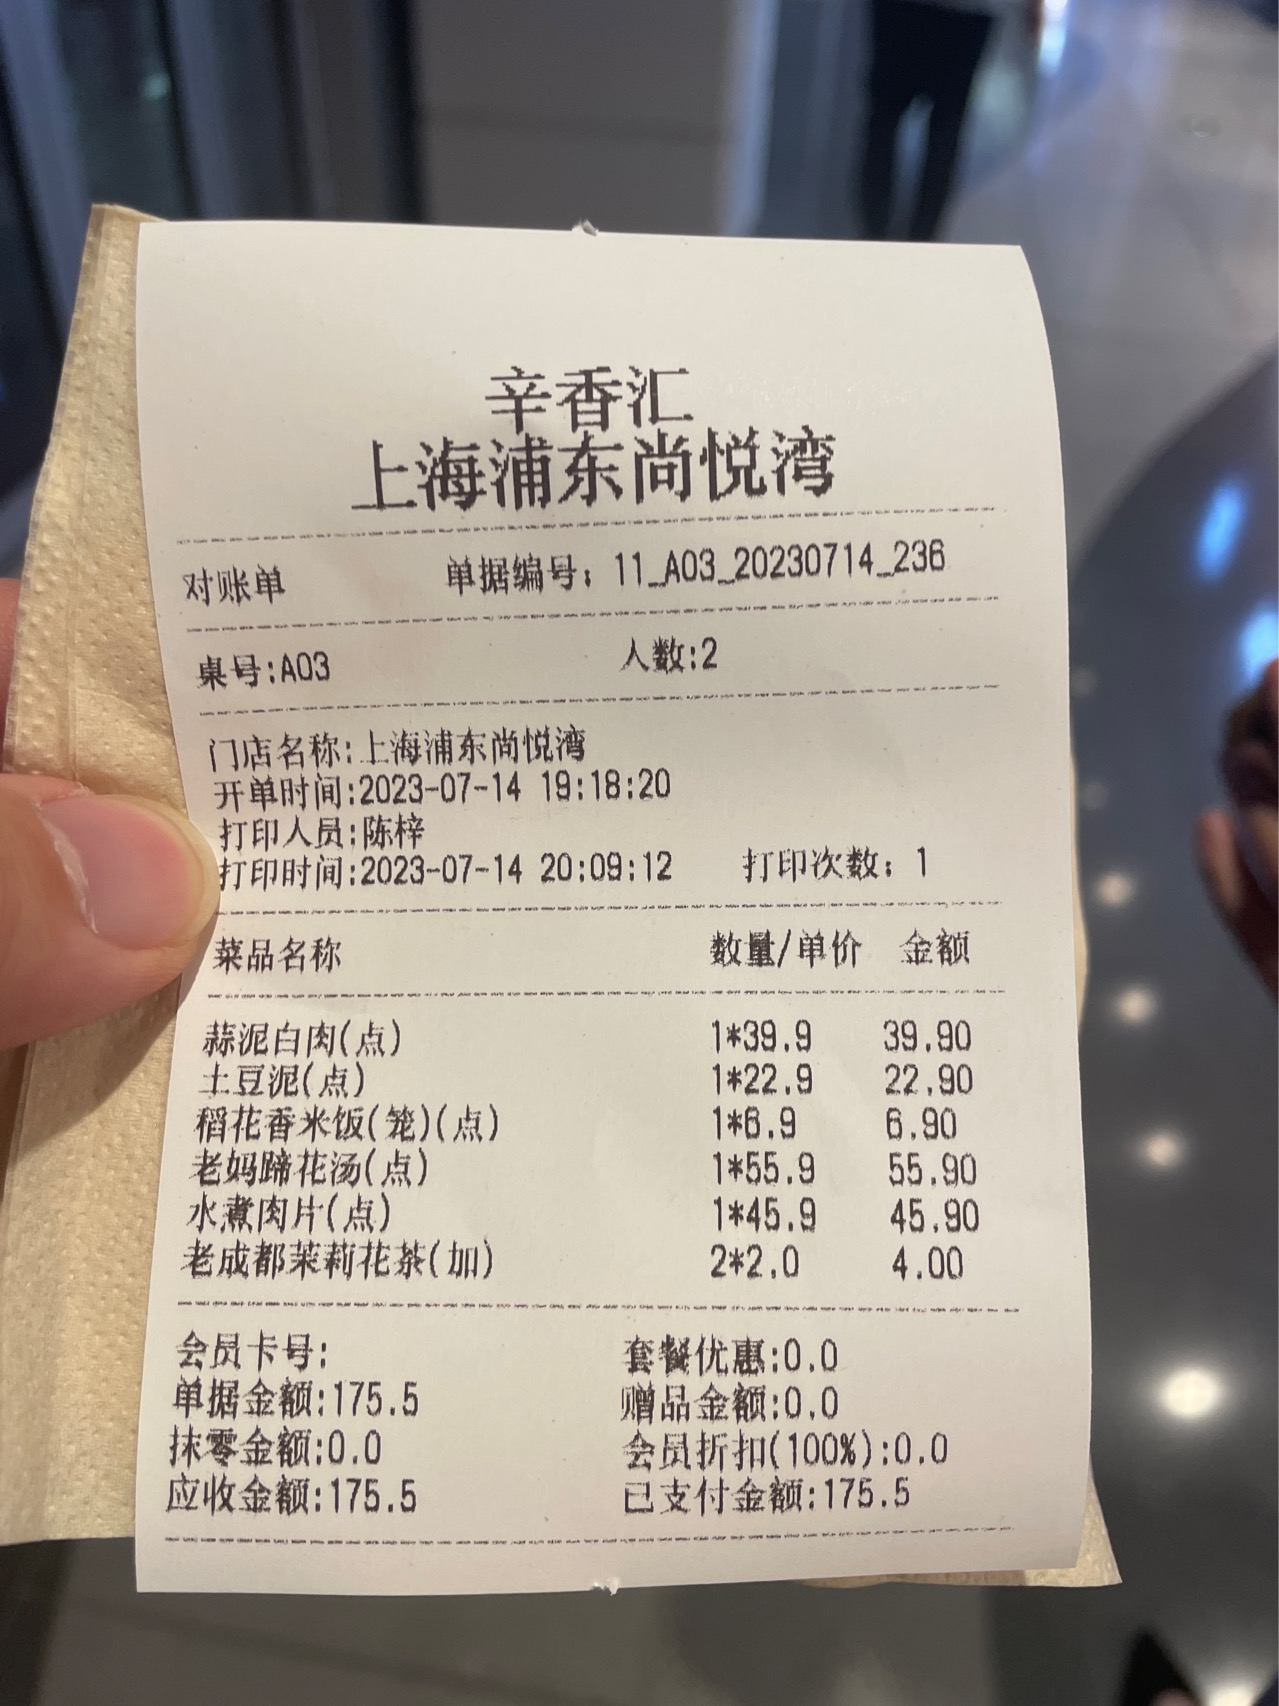 辛香汇
上海浦东尚悦湾
对账单 单据编号：11_A03_20230714_236
桌号:A03 人数:2
门店名称:上海浦东尚悦湾
开单时间:2023-07-14 19:18:20
打印人员:陈梓
打印时间:2023-07-14 20:09:12 打印次数：1
菜品名称 数量/单价 金额
蒜泥白肉(点) 1*39.9 39.90
土豆泥(点) 1*22.9 22.90
稻花香米饭(笼)(点) 1*6.9 6.90
老妈蹄花汤(点) 1*55.9 55.90
水煮肉片(点) 1*45.9 45.90
老成都茉莉花茶(加) 2*2.0 4.00
会员卡号: 套餐优惠:0.0
单据金额:175.5 赠品金额:0.0
抹零金额:0.0 会员折扣(100%):0.0
应收金额:175.5 已支付金额:175.5